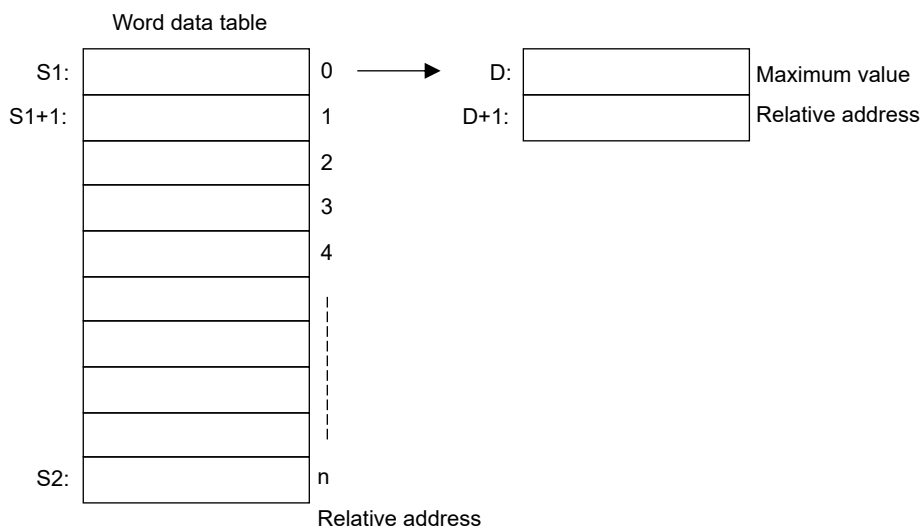 Word data table
S1: 0 D: Maximum value
S1+1: 1 D+1: Relative address
2
3
4
S2: n
Relative address